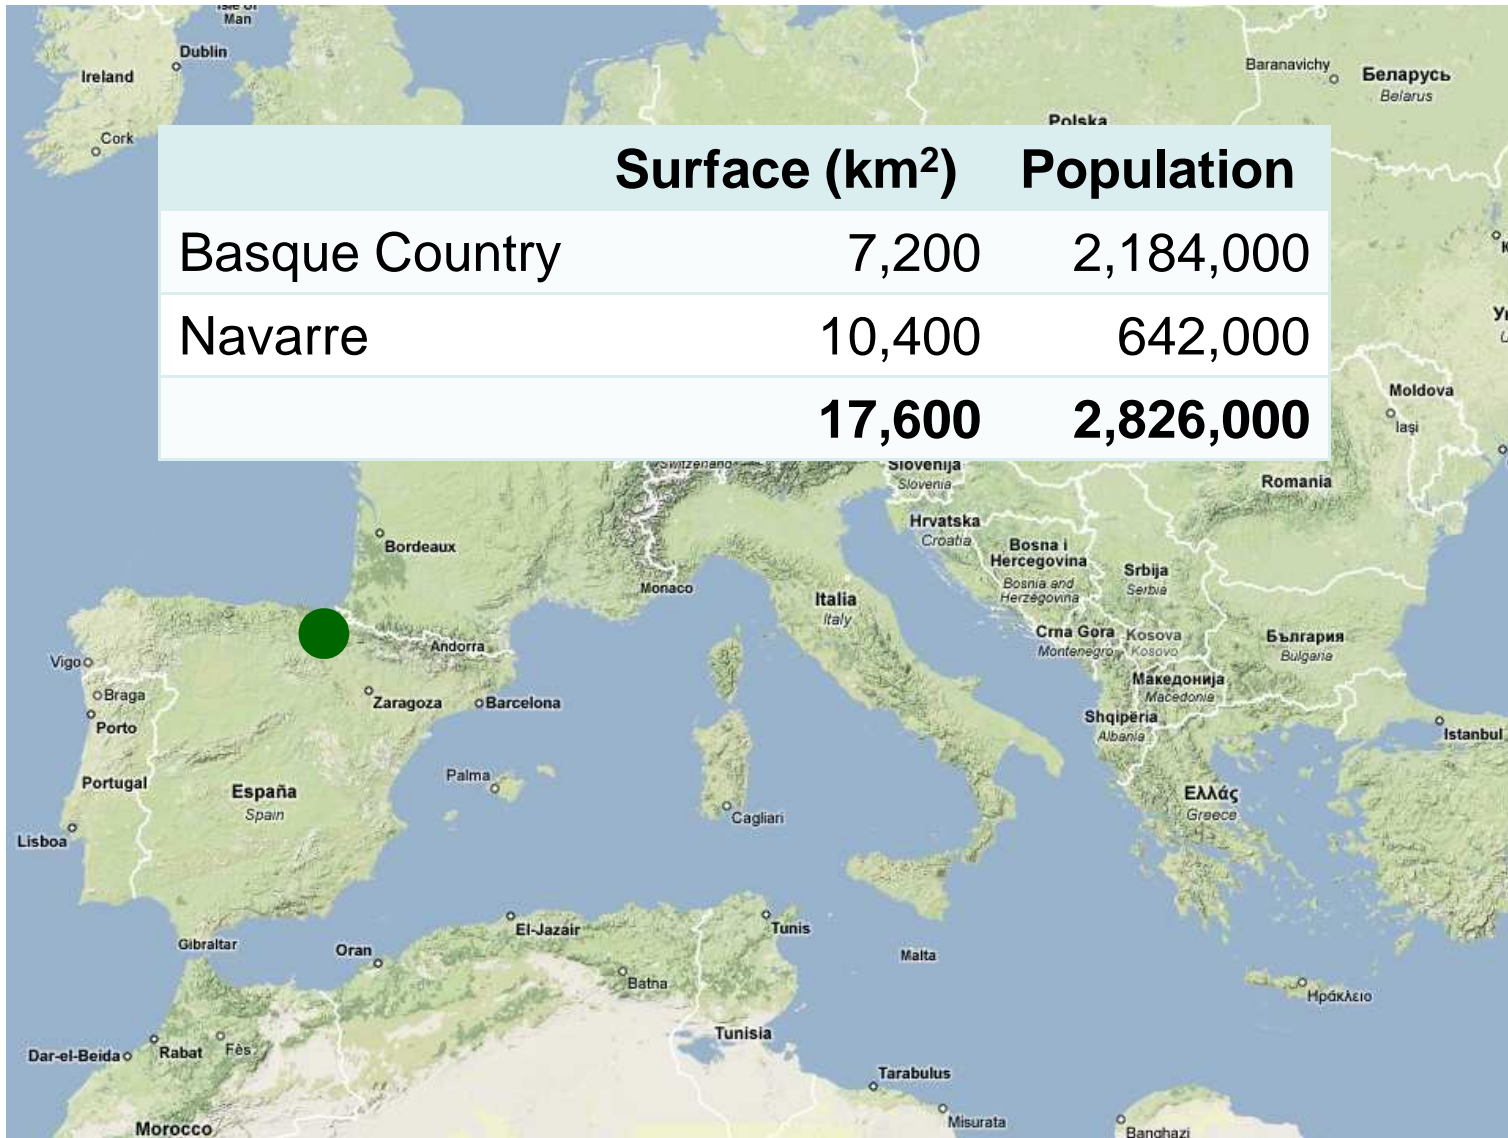 Isle of
Man
Dublin
Ireland
Cork
Baranavichy
Беларусь
Belarus
Polska
Surface (km²) Population
Basque Country 7,200 2,184,000
Navarre 10,400 642,000
17,600 2,826,000
Moldova
Iaşi
Switzerland
Slovenija
Slovenia
Romania
Hrvatska
Croatia
Bordeaux
Bosna i
Hercegovina
Bosnia and
Herzegovina
Srbija
Serbia
Monaco
Italia
Italy
Crna Gora
Montenegro
Kosova
Kosovo
България
Bulgaria
Andorra
Vigo
Braga
Porto
Zaragoza
Barcelona
Македонија
Macedonia
Shqipëria
Albania
Istanbul
Portugal
España
Spain
Palma
Cagliari
Ελλάς
Greece
Lisboa
Gibraltar
Oran
El-Jazáir
Tunis
Malta
Batna
Ηράκλειο
Tunisia
Dar-el-Beida
Rabat
Fès
Tarabulus
Misurata
Banghazi
Morocco